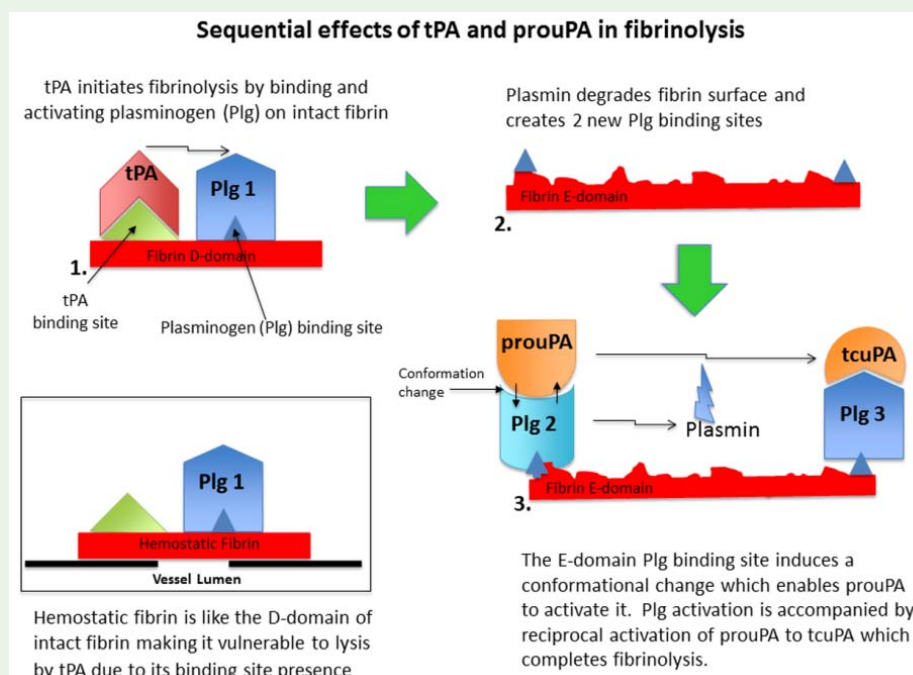 Sequential effects of tPA and prouPA in fibrinolysis
tPA initiates fibrinolysis by binding and
activating plasminogen (Plg) on intact fibrin
tPA
Plg 1
Fibrin D-domain
1.
tPA
binding site
Plasminogen (Plg) binding site
Plasmin degrades fibrin surface and
creates 2 new Plg binding sites
Fibrin E-domain
2.
prouPA
tcuPA
Conformation
change
Plg 2
Plasmin
Plg 3
Fibrin E-domain
3.
Plg 1
Hemostatic Fibrin
Vessel Lumen
Hemostatic fibrin is like the D-domain of
intact fibrin making it vulnerable to lysis
by tPA due to its binding site presence
The E-domain Plg binding site induces a
conformational change which enables prouPA
to activate it. Plg activation is accompanied by
reciprocal activation of prouPA to tcuPA which
completes fibrinolysis.